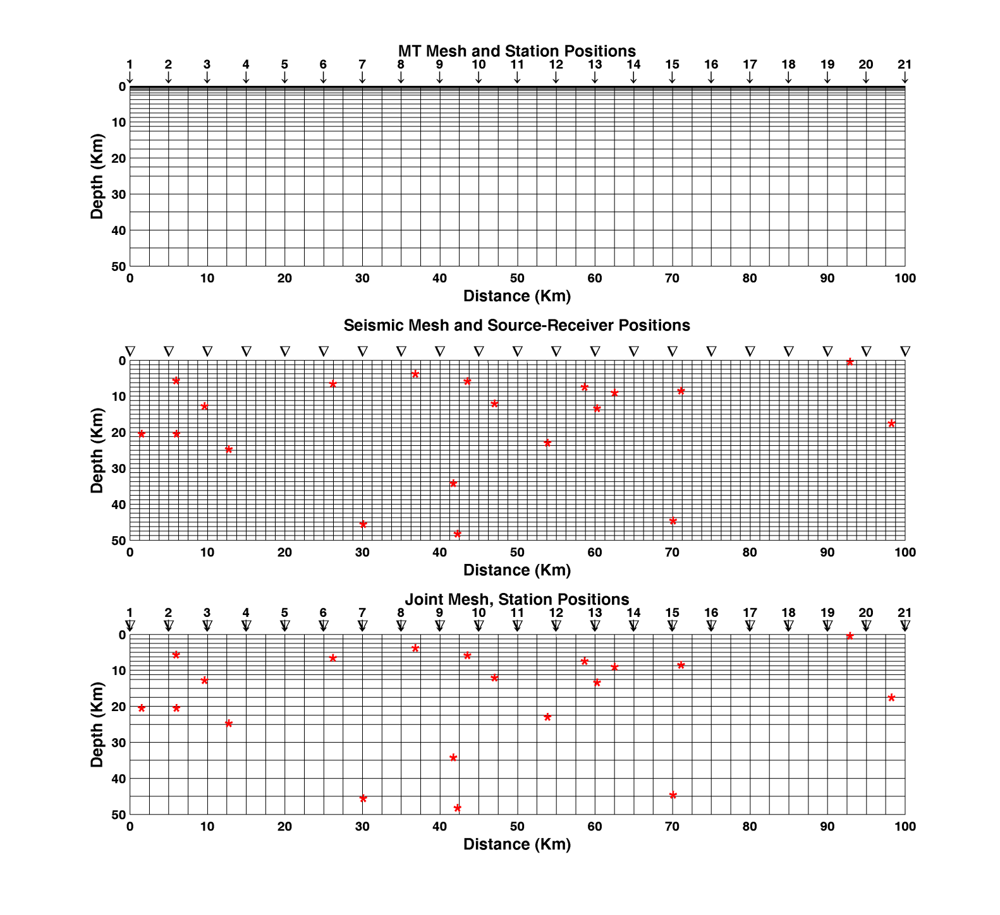 MT Mesh and Station Positions
1 2 3 4 5 6 7 8 9 10 11 12 13 14 15 16 17 18 19 20 21
0
10
20
30
40
50
Depth (Km)
0 10 20 30 40 50 60 70 80 90 100
Distance (Km)
Seismic Mesh and Source-Receiver Positions
0
10
20
30
40
50
Depth (Km)
0 10 20 30 40 50 60 70 80 90 100
Distance (Km)
Joint Mesh, Station Positions
1 2 3 4 5 6 7 8 9 10 11 12 13 14 15 16 17 18 19 20 21
0
10
20
30
40
50
Depth (Km)
0 10 20 30 40 50 60 70 80 90 100
Distance (Km)